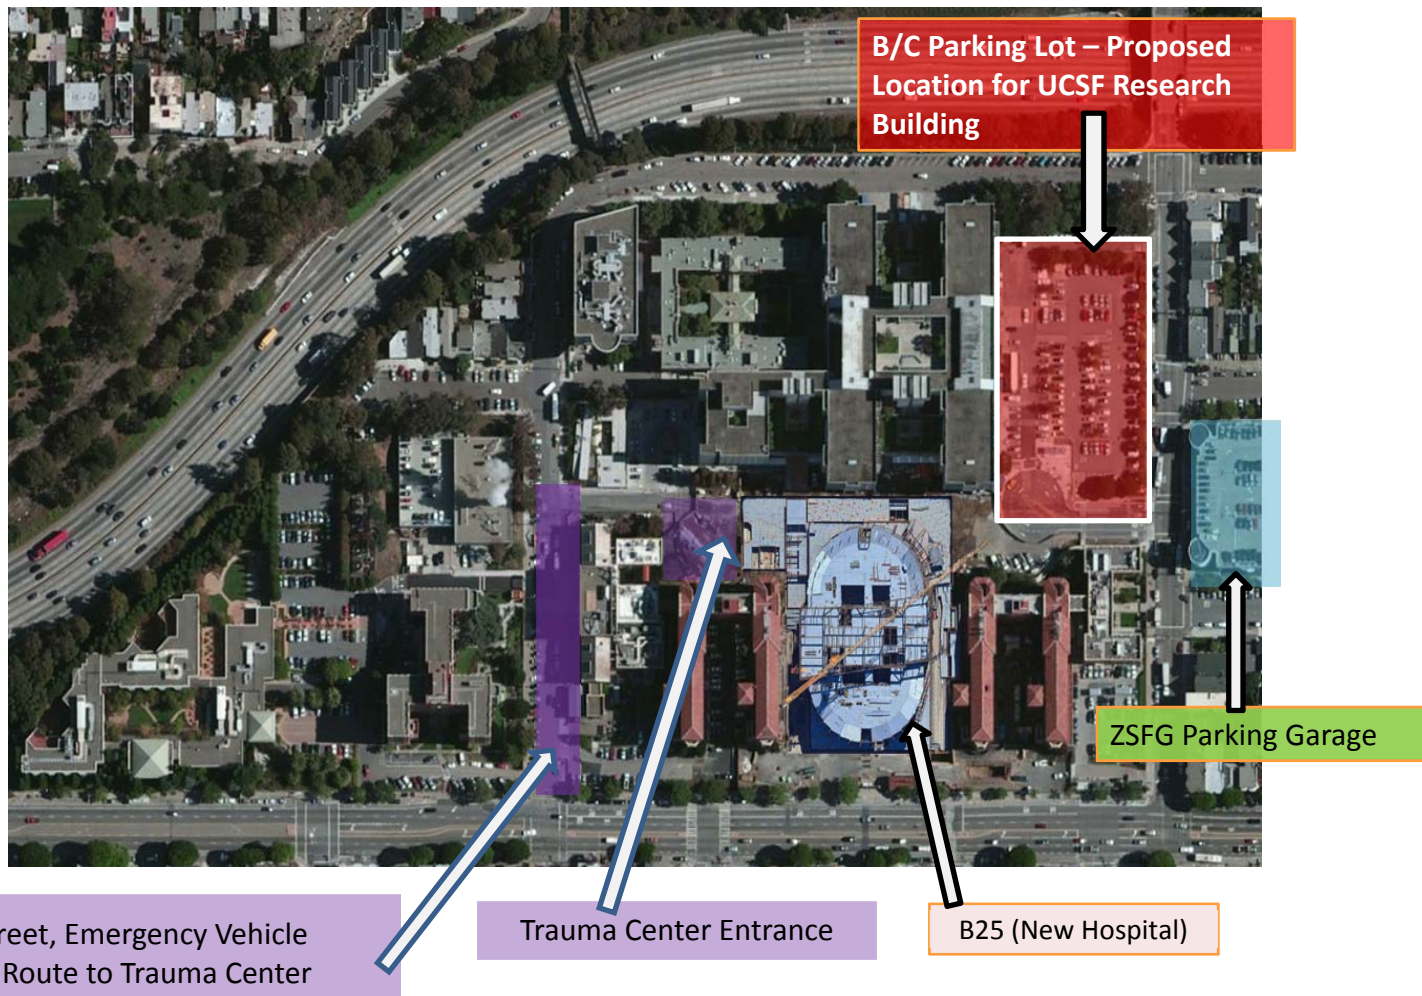 B/C Parking Lot – Proposed
Location for UCSF Research
Building
ZSFG Parking Garage
reet, Emergency Vehicle
Route to Trauma Center
Trauma Center Entrance
B25 (New Hospital)